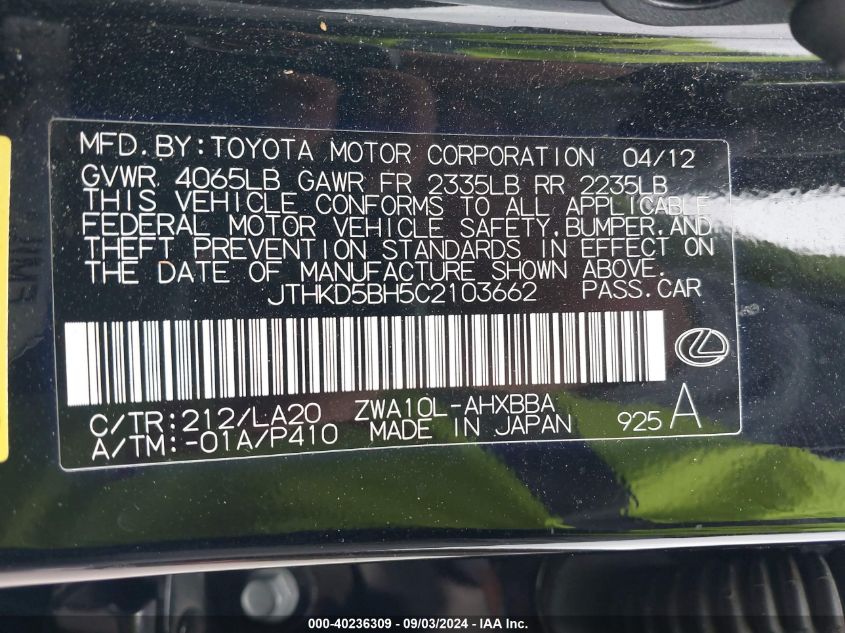 MFD.BY:TOYOTA MOTOR CORPORATION 04/12
GVWR 4065LB GAWR FR 2335LB RR 2235LB
THIS VEHICLE CONFORMS TO ALL APPLICABLE
FEDERAL MOTOR VEHICLE SAFETY,BUMPER,AND
THEFT PREVENTION STANDARDS IN EFFECT ON
THE DATE OF MANUFACTURE SHOWN ABOVE.
JTHKD5BH5C2103662 PASS.CAR
C/TR:212/LA20 ZWA10L-AHXBBA
A/TM:-01A/P410 MADE IN JAPAN 925 A
000-40236309 - 09/03/2024 - IAA Inc.